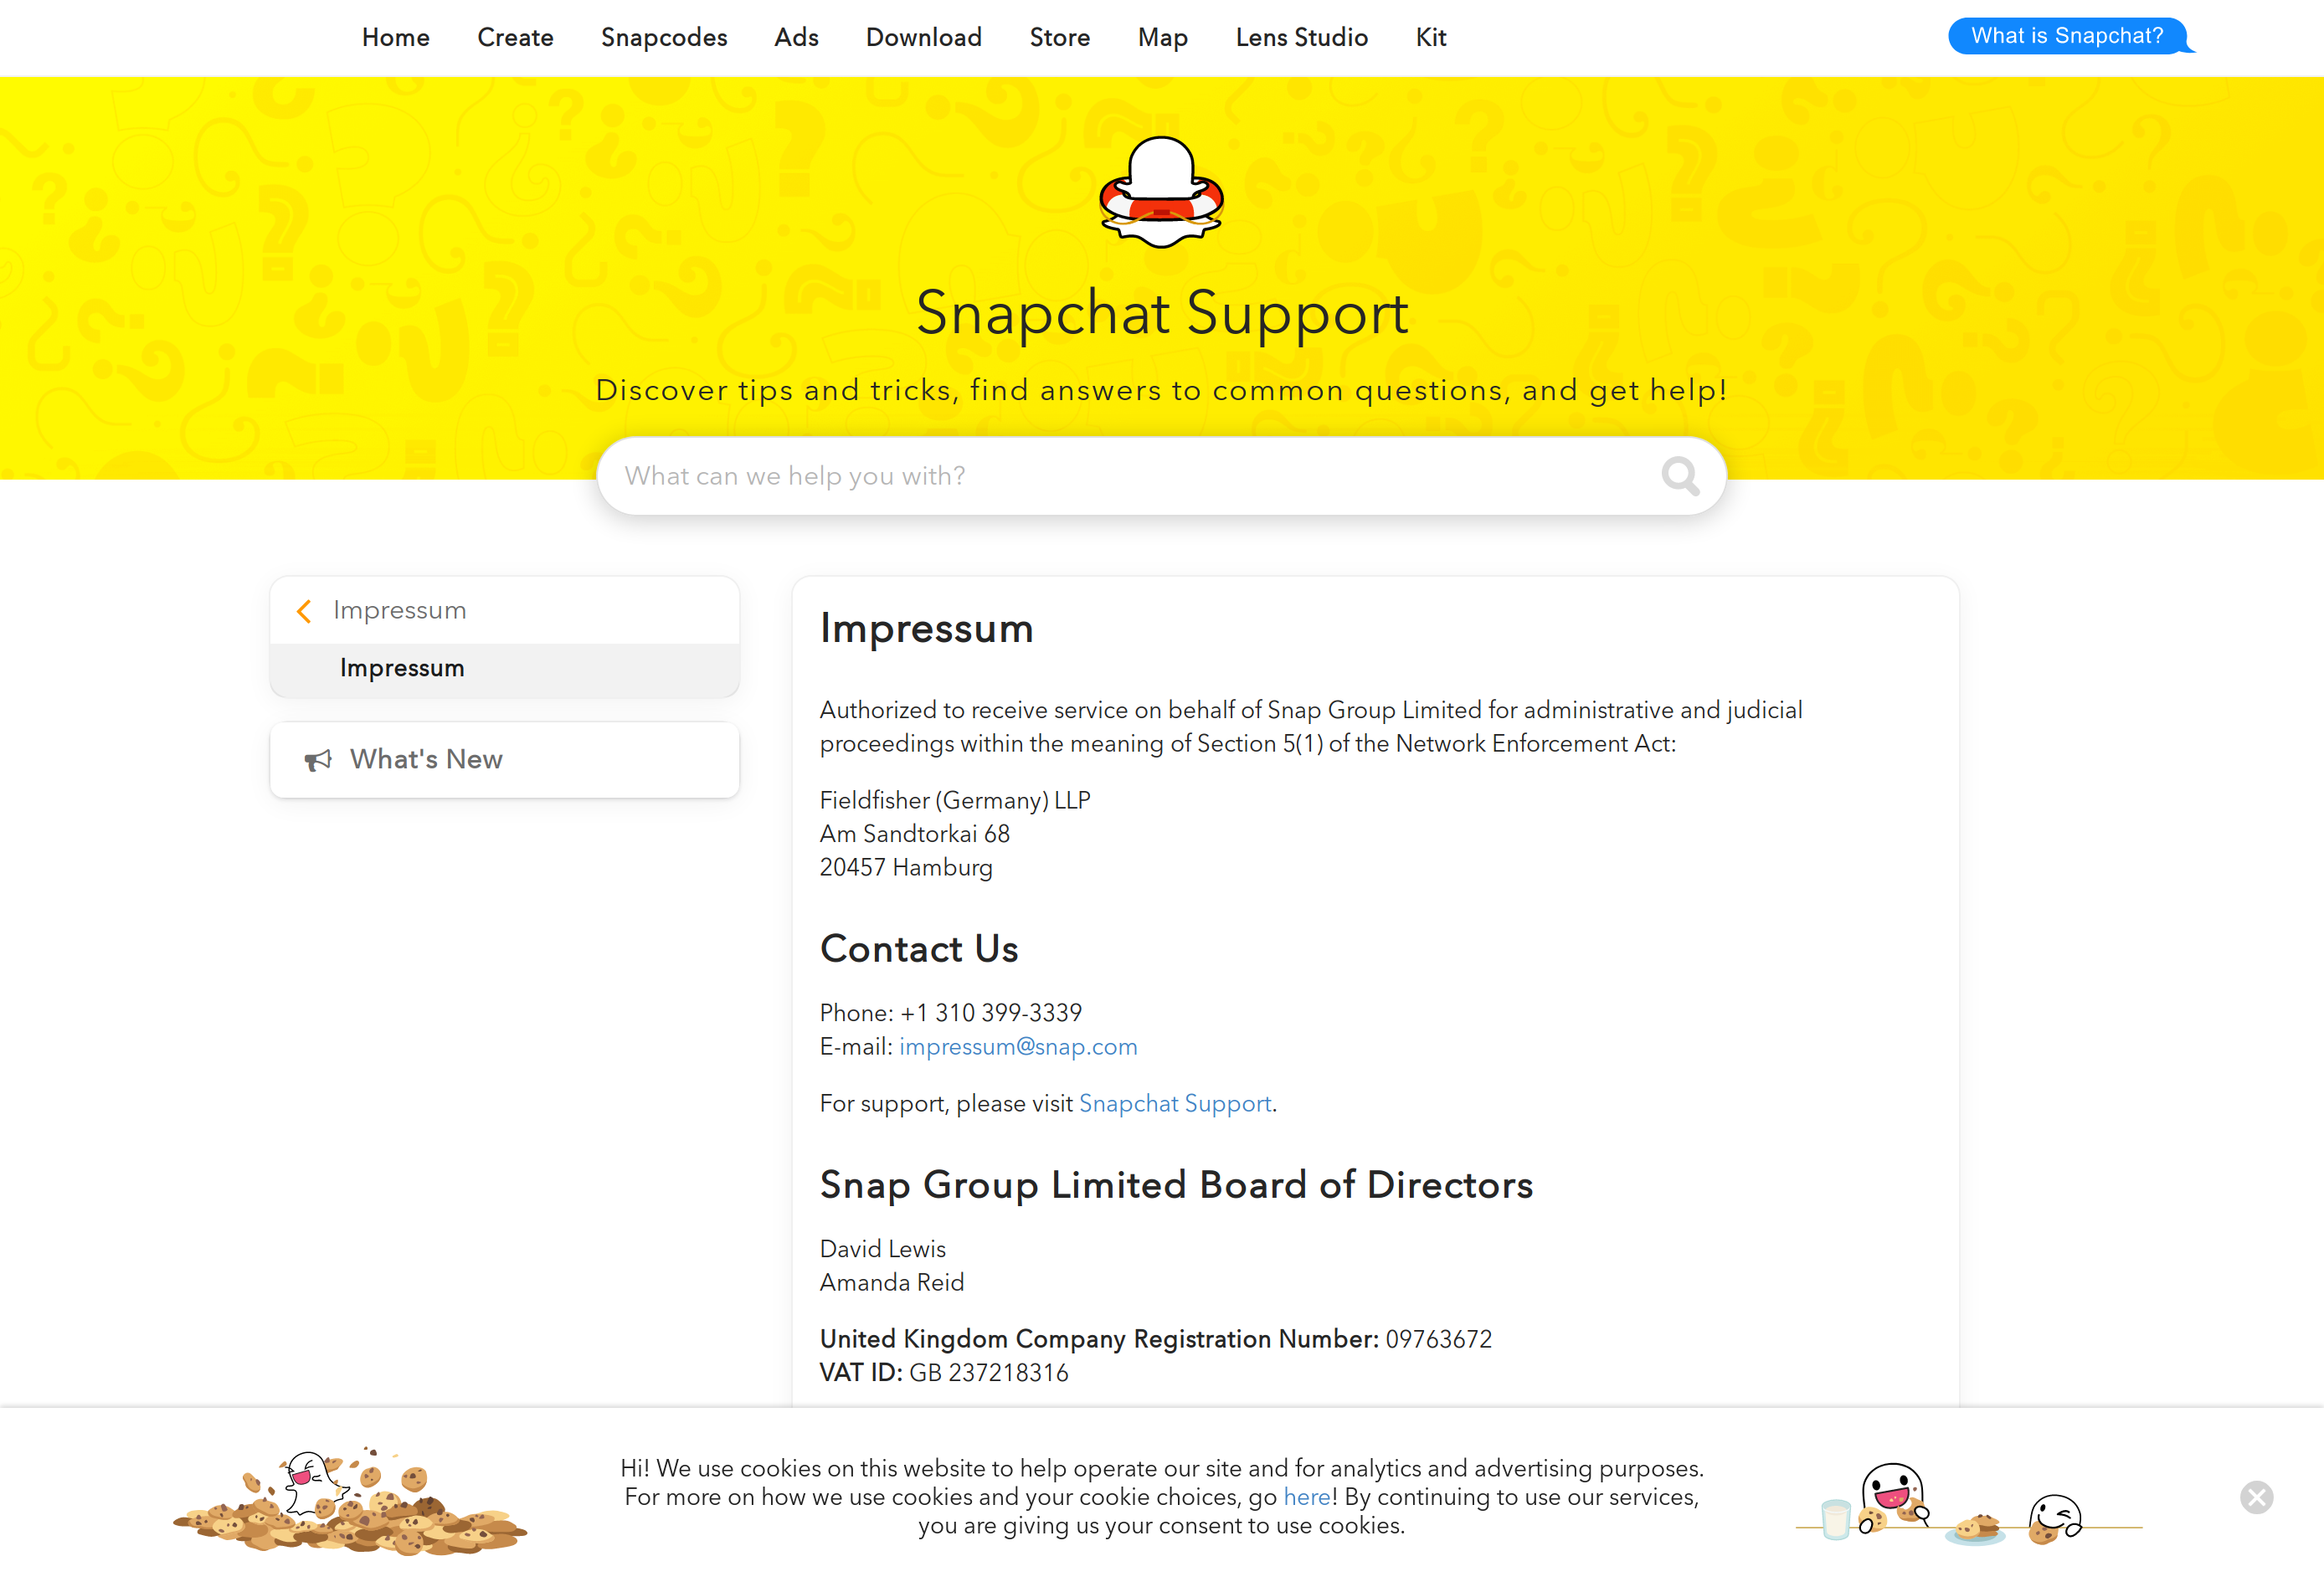 Home Create Snapcodes Ads Download Store Map Lens Studio Kit What is Snapchat?
Snapchat Support
Discover tips and tricks, find answers to common questions, and get help!
What can we help you with?
Impressum
Impressum
What's New
Impressum
Authorized to receive service on behalf of Snap Group Limited for administrative and judicial
proceedings within the meaning of Section 5(1) of the Network Enforcement Act:
Fieldfisher (Germany) LLP
Am Sandtorkai 68
20457 Hamburg
Contact Us
Phone: +1 310 399-3339
E-mail: impressum@snap.com
For support, please visit Snapchat Support.
Snap Group Limited Board of Directors
David Lewis
Amanda Reid
United Kingdom Company Registration Number: 09763672
VAT ID: GB 237218316
Hi! We use cookies on this website to help operate our site and for analytics and advertising purposes.
For more on how we use cookies and your cookie choices, go here! By continuing to use our services,
you are giving us your consent to use cookies.